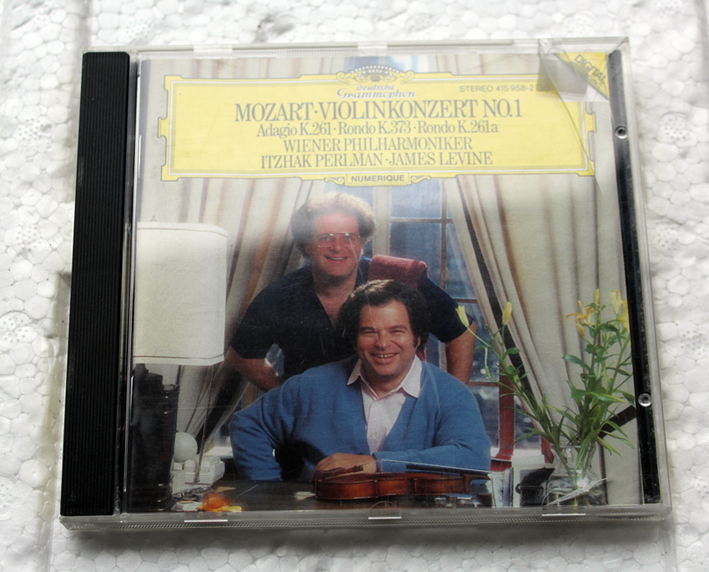 Deutsche
Grammophon
STEREO 415 958-2
DIGITAL
MOZART·VIOLINKONZERT NO.1
Adagio K.261·Rondo K.373·Rondo K.261a
WIENER PHILHARMONIKER
ITZHAK PERLMAN·JAMES LEVINE
NUMERIQUE